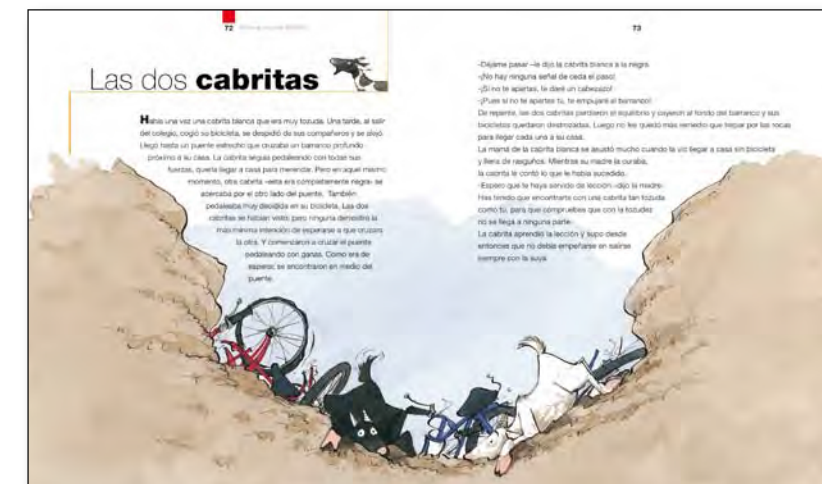 72
73
Las dos cabritas
Había una vez una cabrita blanca que era muy tozuda. Una tarde, al salir
del colegio, cogió su bicicleta, se despidió de sus compañeros y se alejó.
Llegó hasta un puente estrecho que cruzaba un barranco profundo
próximo a su casa. La cabrita seguía pedaleando con todas sus
fuerzas, quería llegar a casa para merendar. Pero en aquel mismo
momento, otra cabrita -esta era completamente negra- se
acercaba por el otro lado del puente. También
pedaleaba muy decidida en su bicicleta. Las dos
cabritas se habían visto, pero ninguna demostró la
más mínima intención de esperarse a que cruzara
la otra. Y comenzaron a cruzar el puente
pedaleando con ganas. Como era de
esperar, se encontraron en medio del
puente.
-Déjame pasar -le dijo la cabrita blanca a la negra.
-¡No hay ninguna señal de ceda el paso!
-¡Si no te apartas, te daré un cabezazo!
-¡Pues si no te apartas tú, te empujaré al barranco!
De repente, las dos cabritas perdieron el equilibrio y cayeron al fondo del barranco y sus
bicicletas quedaron destrozadas. Luego no les quedó más remedio que trepar por las rocas
para llegar cada una a su casa.
La mamá de la cabrita blanca se asustó mucho cuando la vio llegar a casa sin bicicleta
y llena de rasguños. Mientras su madre la curaba,
la cabrita le contó lo que le había sucedido.
-Espero que te haya servido de lección -dijo la madre-.
Has tenido que encontrarte con una cabrita tan tozuda
como tú, para que compruebes que con la tozudez
no se llega a ninguna parte.
La cabrita aprendió la lección y supo desde
entonces que no debía empeñarse en salirse
siempre con la suya.